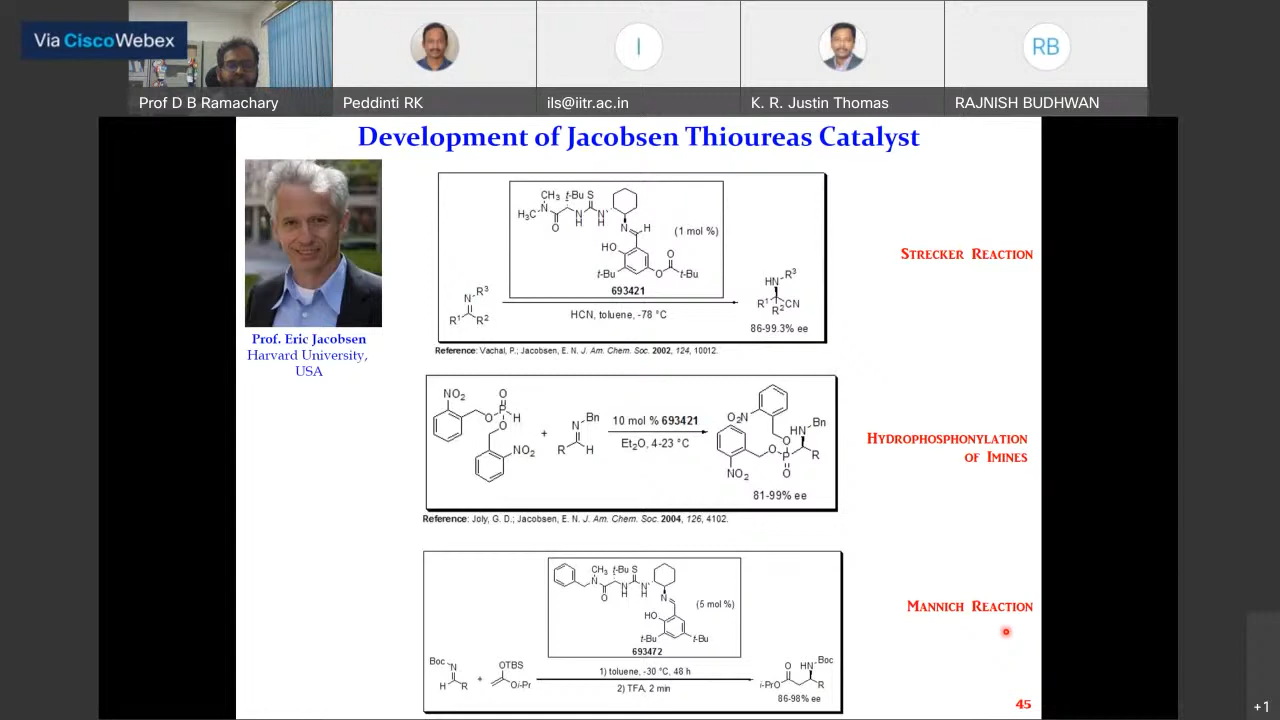 Via CiscoWebex
Prof D B Ramachary
Peddinti RK
I
ils@iitr.ac.in
K. R. Justin Thomas
RB
RAJNISH BUDHWAN
Development of Jacobsen Thioureas Catalyst
Prof. Eric Jacobsen
Harvard University,
USA
CH3 t-Bu S
H3C N
O N H N H
N H
(1 mol %)
HO
O
t-Bu O t-Bu
693421
N R3
R1 R2
HCN, toluene, -78 °C
HN R3
R1 CN
R2
86-99.3% ee
STRECKER REACTION
Reference: Vachal, P.; Jacobsen, E. N. J. Am. Chem. Soc. 2002, 124, 10012.
NO2 O
O P H
O
NO2
+
N Bn
R H
10 mol % 693421
Et2O, 4-23 °C
O2N HN Bn
O
O P R
O
NO2
81-99% ee
HYDROPHOSPHONYLATION
OF IMINES
Reference: Joly, G. D.; Jacobsen, E. N. J. Am. Chem. Soc. 2004, 126, 4102.
CH3 t-Bu S
N
O N H N H
N
(5 mol %)
HO
t-Bu t-Bu
693472
MANNICH REACTION
Boc N
H R
+
OTBS
Oi-Pr
1) toluene, -30 °C, 48 h
2) TFA, 2 min
O HN Boc
i-PrO R
86-98% ee
45
+1